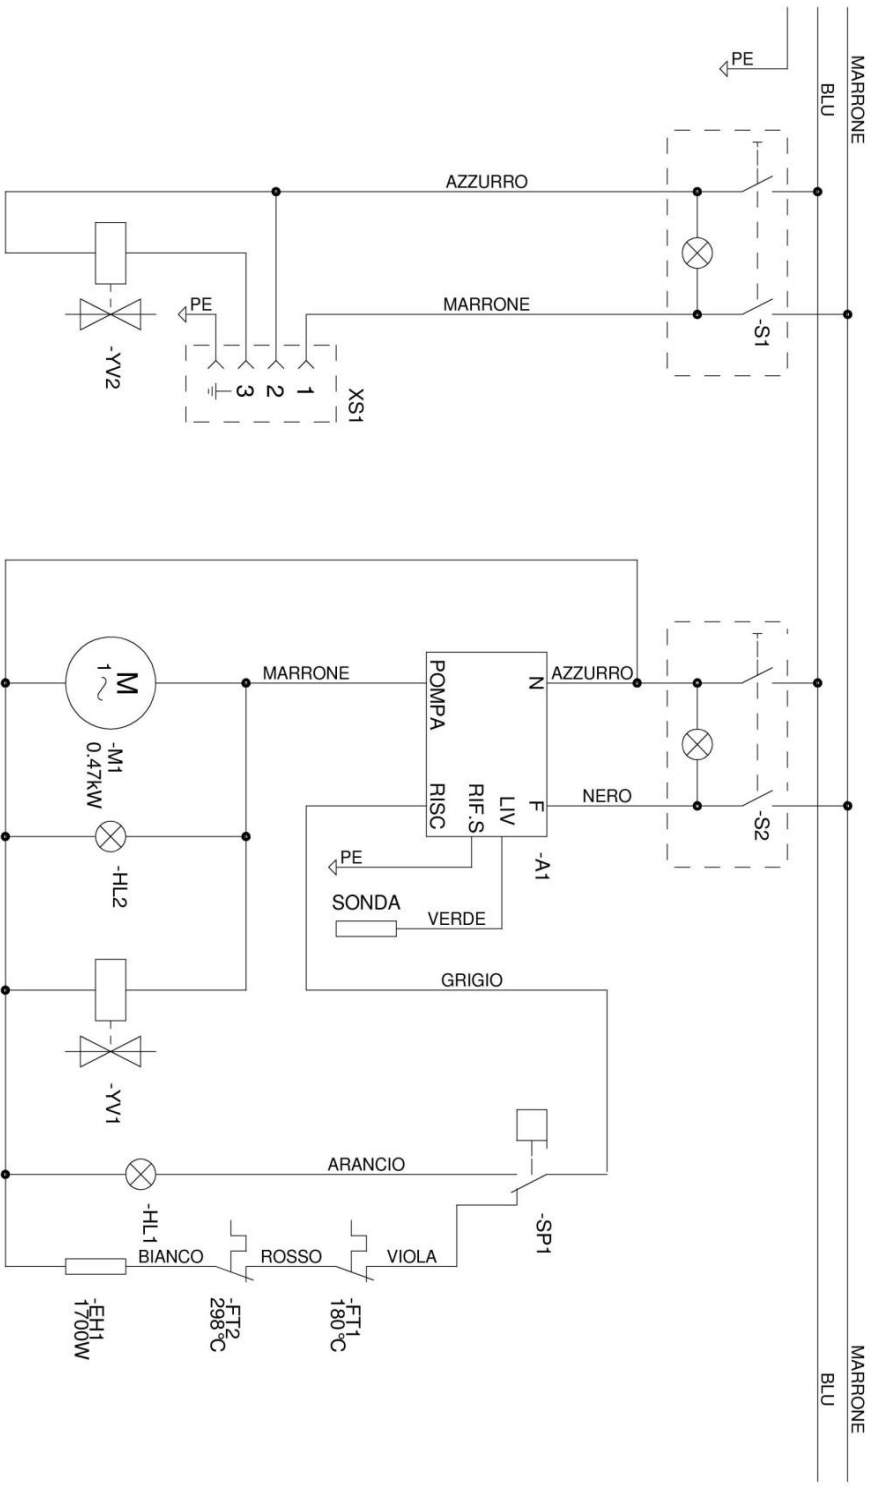 MARRONE
BLU
PE
AZZURRO
MARRONE
-S1
PE
-YV2
XS1
1
2
3
AZZURRO
NERO
-S2
N
F
POMPA
RISC
RIF.S
LIV
-A1
MARRONE
M
1~
-M1
0.47kW
-HL2
PE
SONDA
VERDE
GRIGIO
-YV1
ARANCIO
-HL1
-SP1
VIOLA
ROSSO
BIANCO
-FT1
180°C
-FT2
298°C
-EH1
1700W
MARRONE
BLU